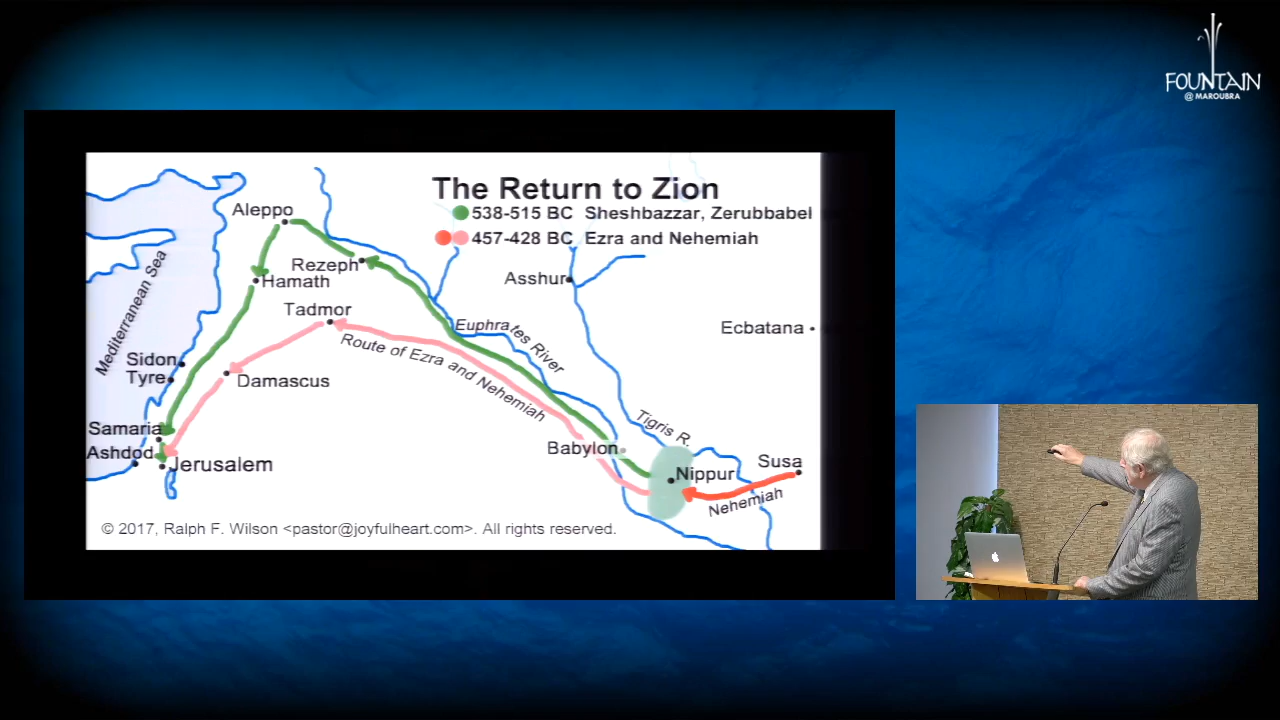 FOUNTAIN
@ MAROUBRA
The Return to Zion
538-515 BC Sheshbazzar, Zerubbabel
457-428 BC Ezra and Nehemiah
Aleppo
Rezeph
Hamath
Asshur
Tadmor
Mediterranean Sea
Euphrates River
Ecbatana
Route of Ezra and Nehemiah
Sidon
Tyre
Damascus
Samaria
Ashdod
Jerusalem
Babylon
Tigris R.
Nippur
Susa
Nehemiah
© 2017, Ralph F. Wilson <pastor@joyfulheart.com>. All rights reserved.